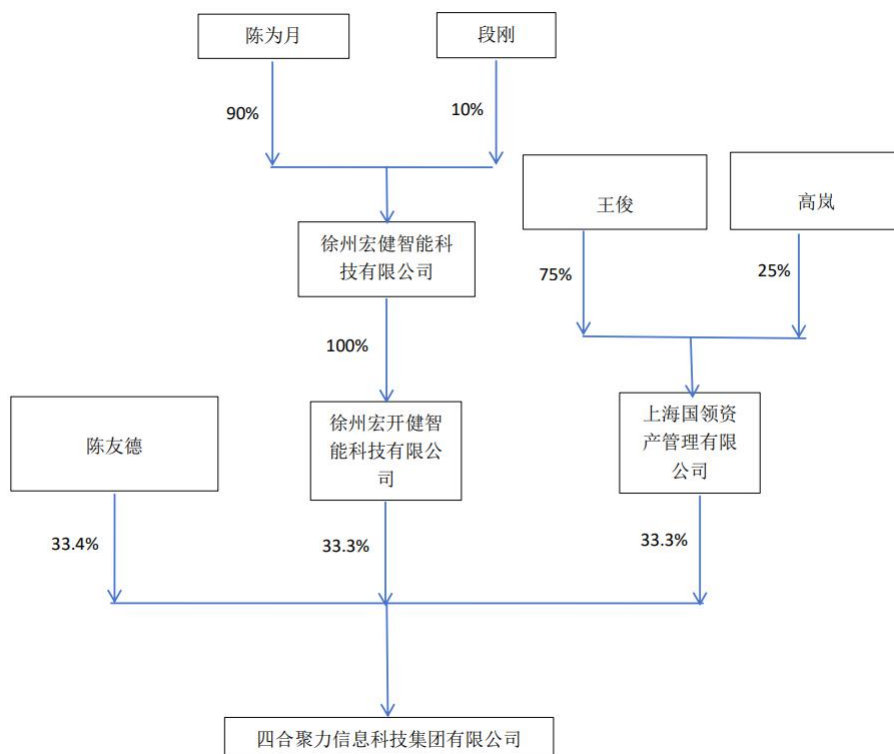 陈为月
段刚
90%
10%
王俊
高岚
徐州宏健智能科
技有限公司
75%
25%
100%
陈友德
徐州宏开健智
能科技有限公
司
上海国领资
产管理有限
公司
33.4%
33.3%
33.3%
四合聚力信息科技集团有限公司